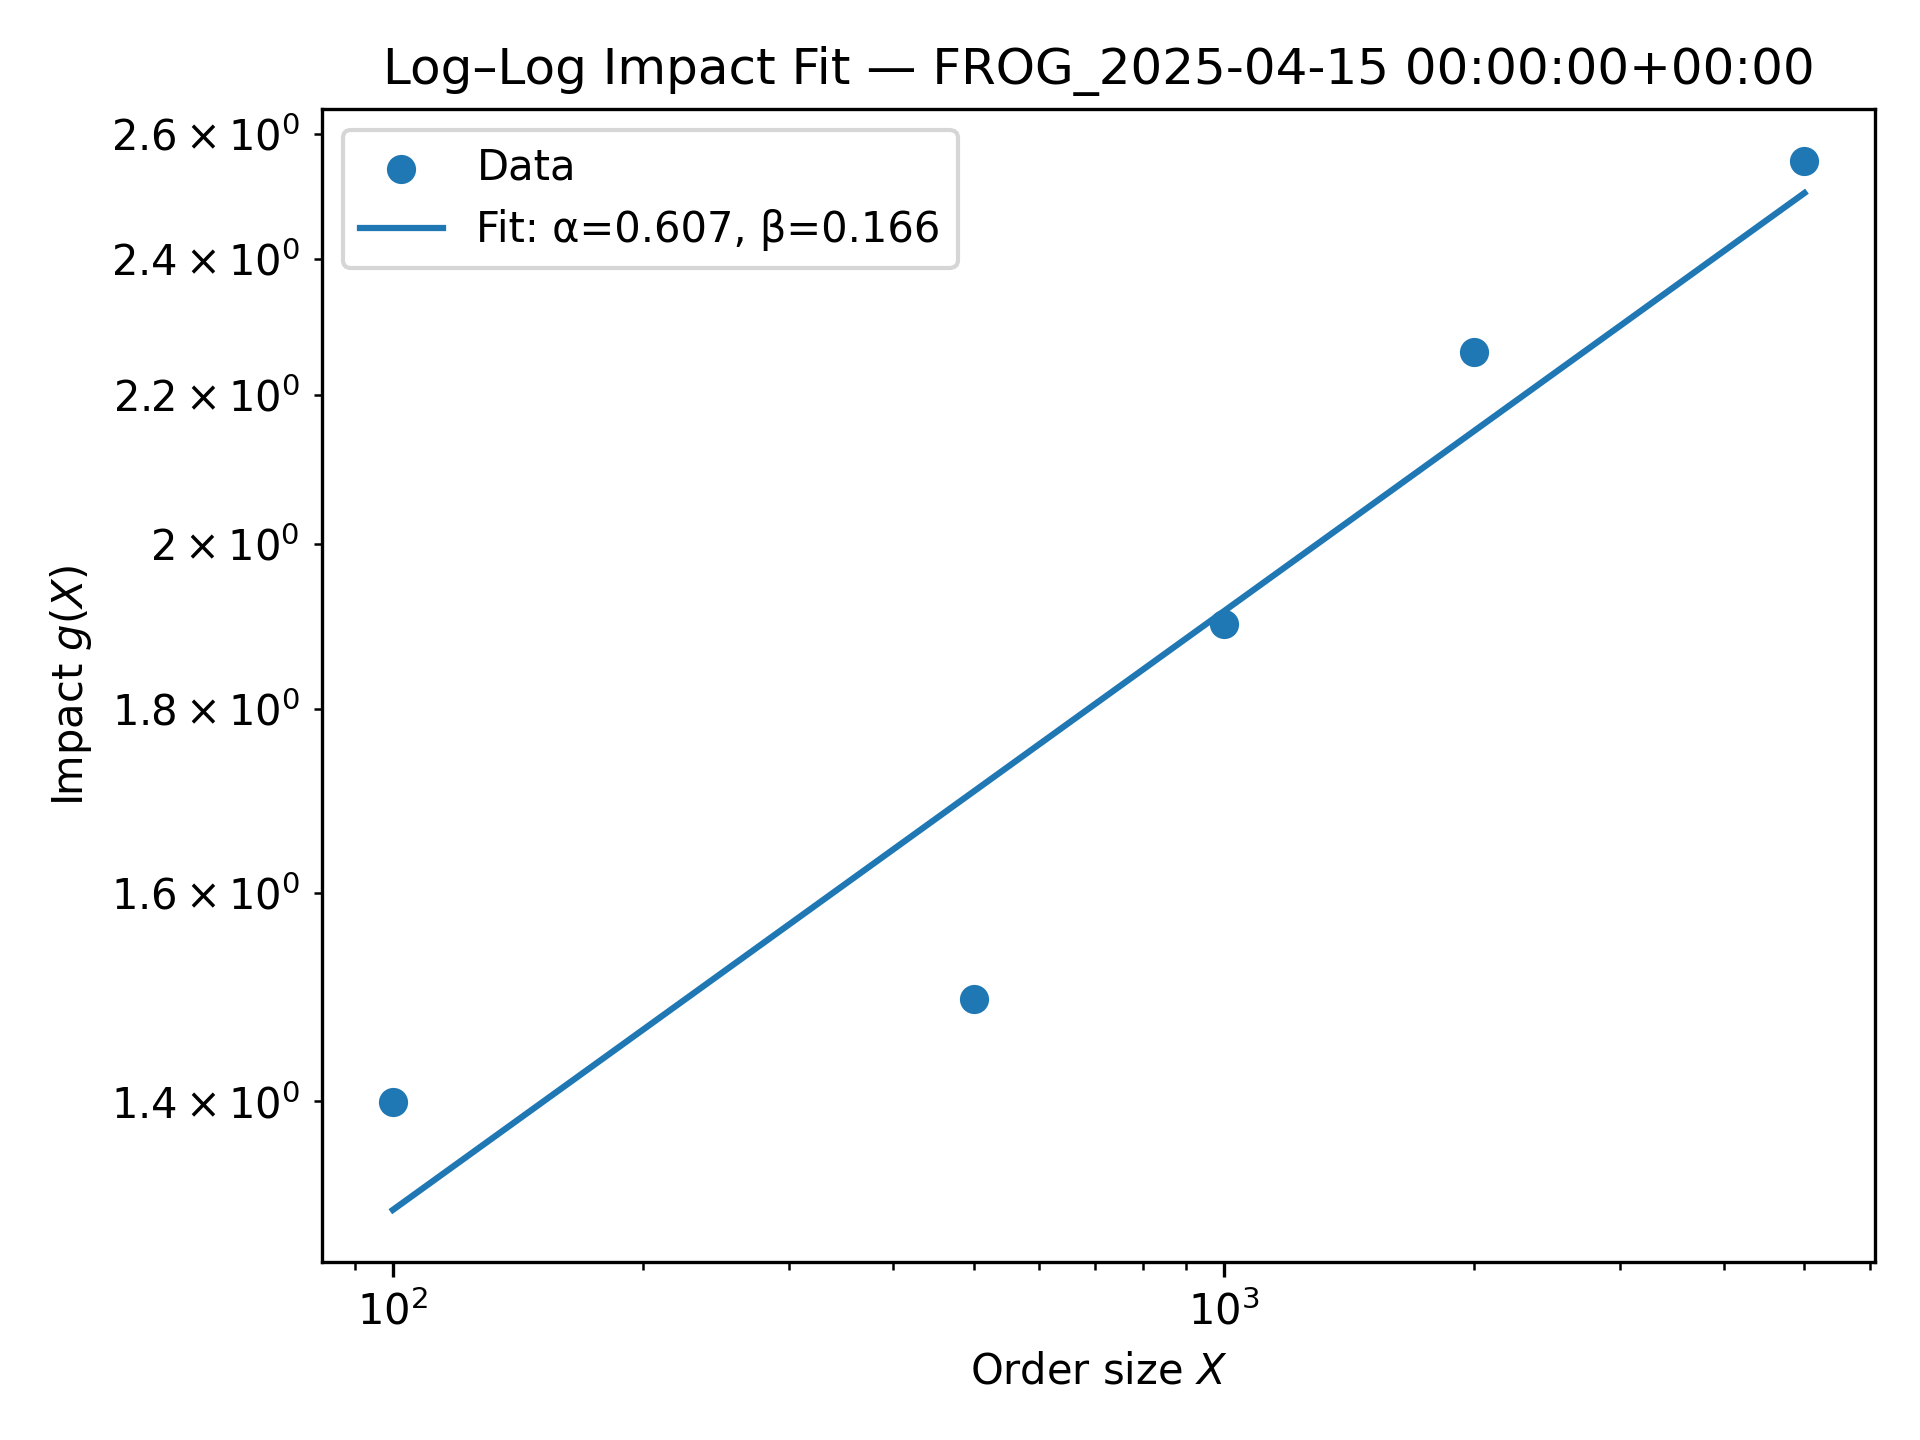 Log–Log Impact Fit — FROG_2025-04-15 00:00:00+00:00
Data
Fit: α=0.607, β=0.166
2.6 × 10⁰
2.4 × 10⁰
2.2 × 10⁰
2 × 10⁰
1.8 × 10⁰
1.6 × 10⁰
1.4 × 10⁰
Impact g(X)
10² 10³
Order size X